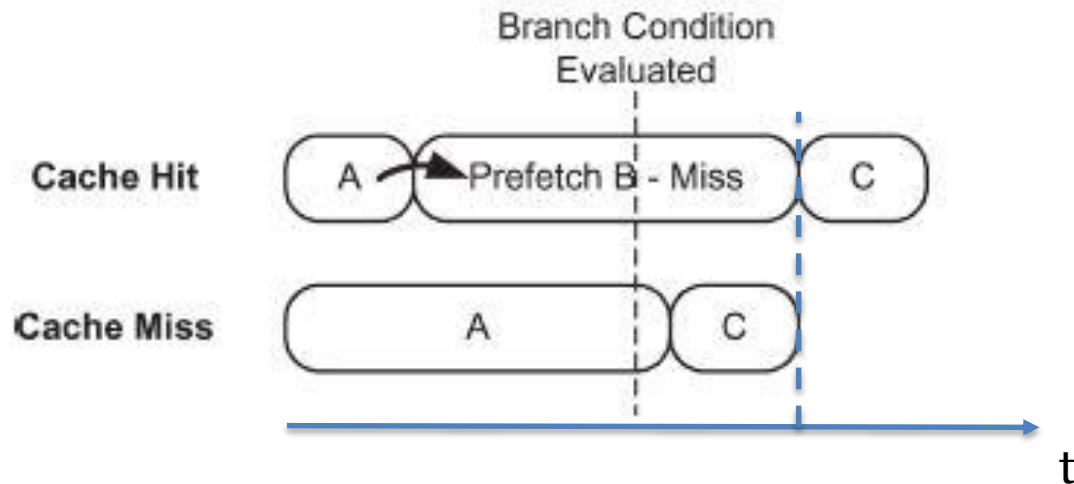 Branch Condition
Evaluated
Cache Hit
A
Prefetch B - Miss
C
Cache Miss
A
C
t